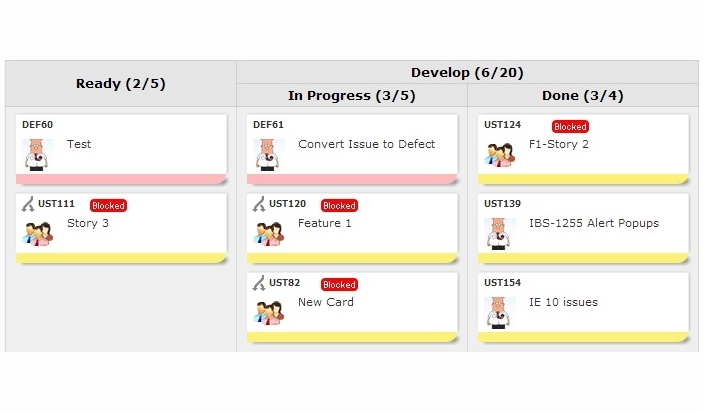 Ready (2/5)
Develop (6/20)
In Progress (3/5)
Done (3/4)
DEF60
Test
UST111 Blocked
Story 3
DEF61
Convert Issue to Defect
UST120 Blocked
Feature 1
UST82 Blocked
New Card
UST124 Blocked
F1-Story 2
UST139
IBS-1255 Alert Popups
UST154
IE 10 issues